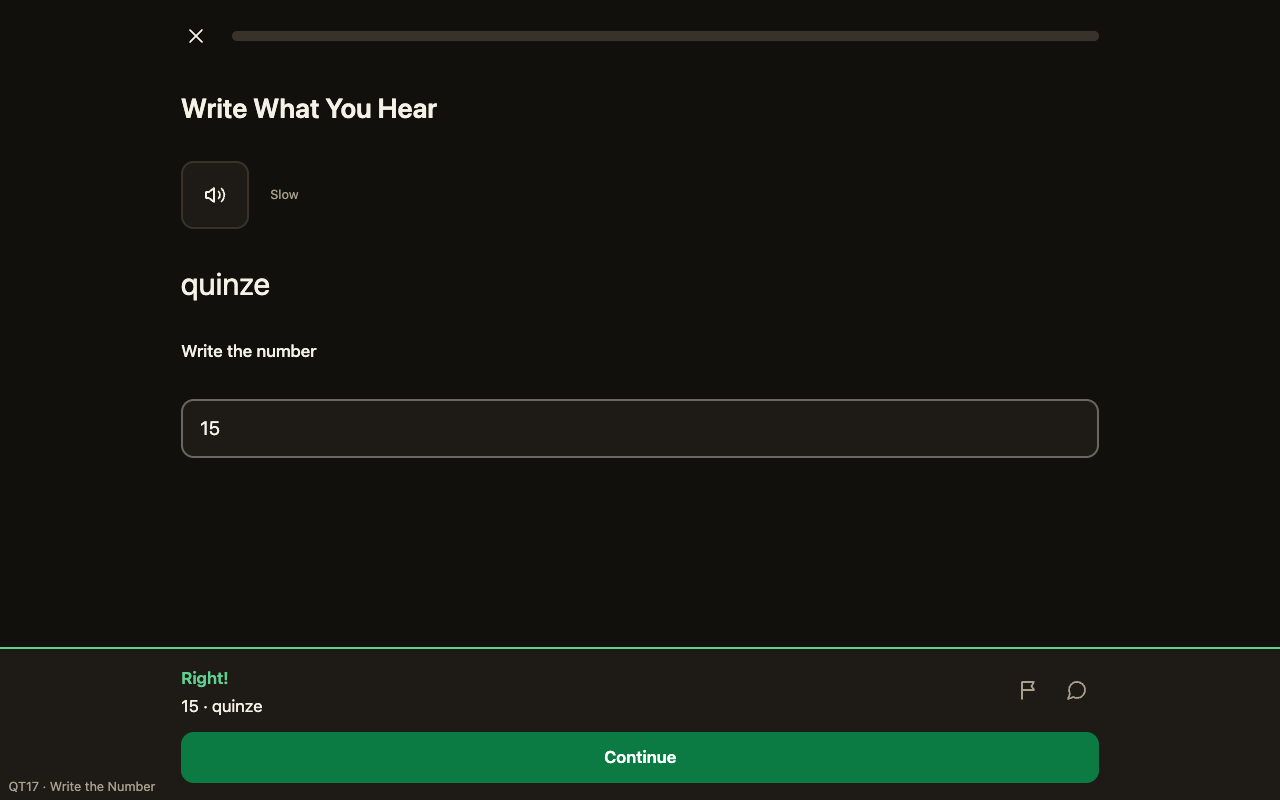 Write What You Hear
Slow
quinze
Write the number
15
Right!
15 · quinze
Continue
QT17 · Write the Number